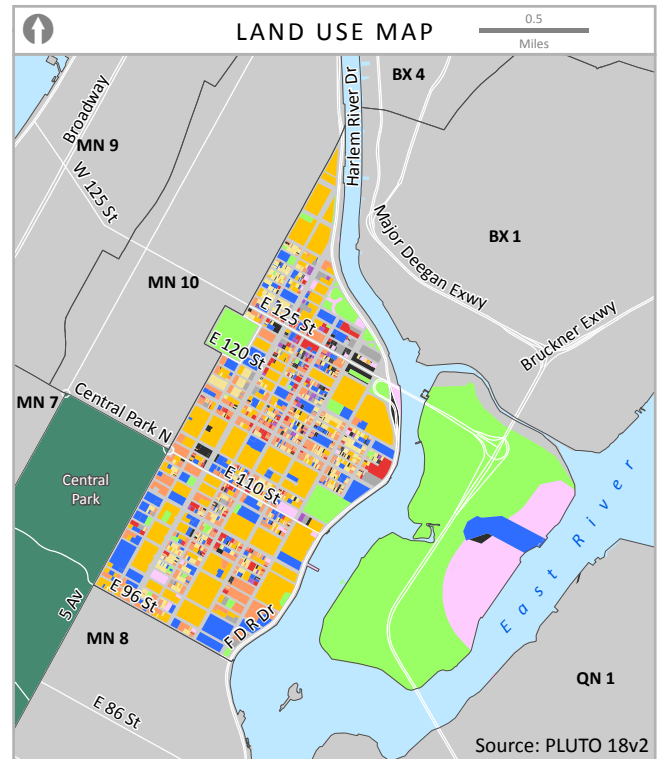 LAND USE MAP
0.5
Miles
BX 4
Harlem River Dr
Broadway
MN 9
W 125 St
Major Deegan Exwy
BX 1
MN 10
E 125 St
Bruckner Exwy
E 120 St
MN 7
Central Park N
Central
Park
E 110 St
East River
5 Av
E 96 St
F D R Dr
MN 8
QN 1
E 86 St
Source: PLUTO 18v2